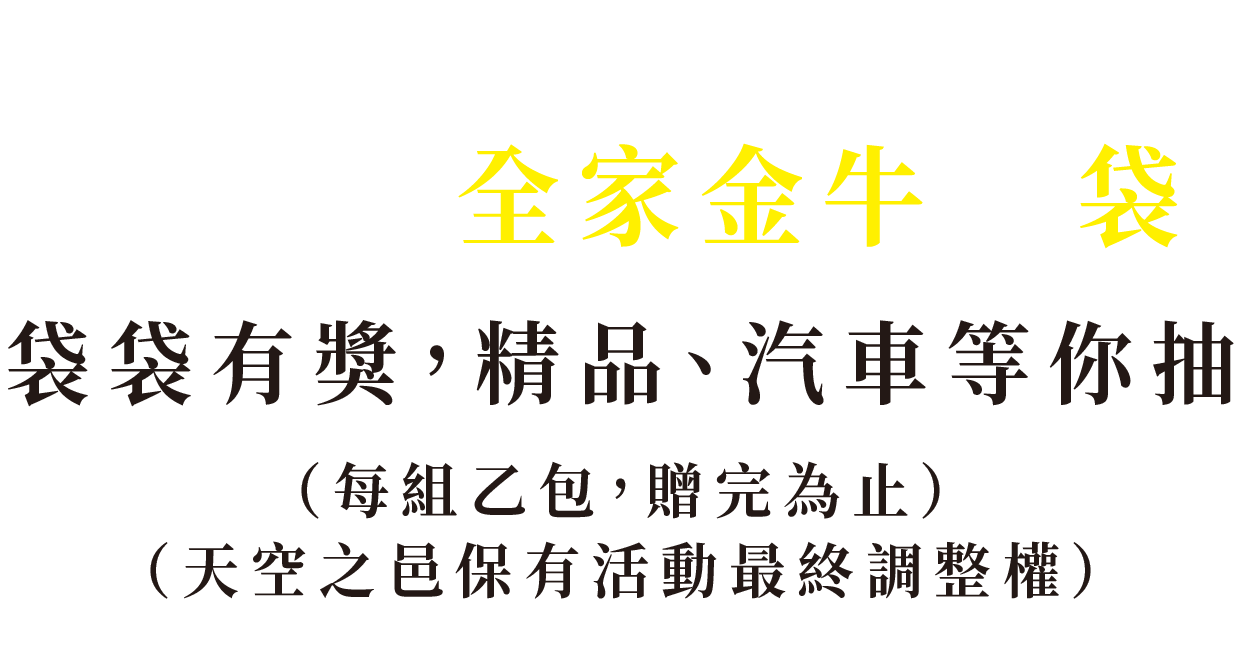 全家金牛 袋
袋袋有獎，精品、汽車等你抽
（每組乙包，贈完為止）
（天空之邑保有活動最終調整權）